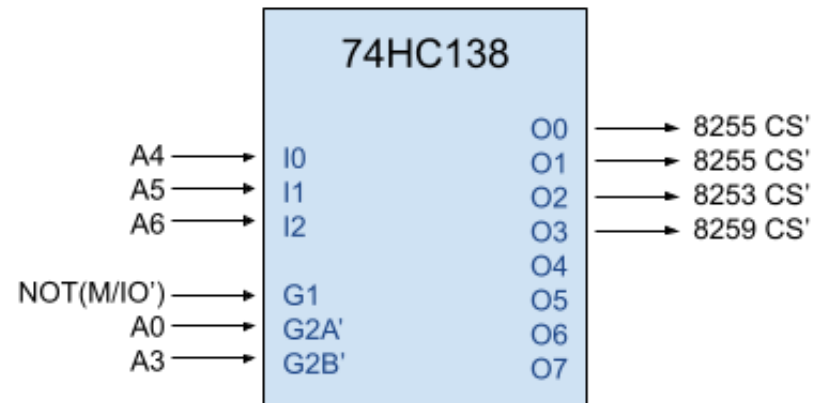 74HC138
O0 8255 CS'
A4 I0 O1 8255 CS'
A5 I1 O2 8253 CS'
A6 I2 O3 8259 CS'
O4
NOT(M/IO') G1 O5
A0 G2A' O6
A3 G2B' O7